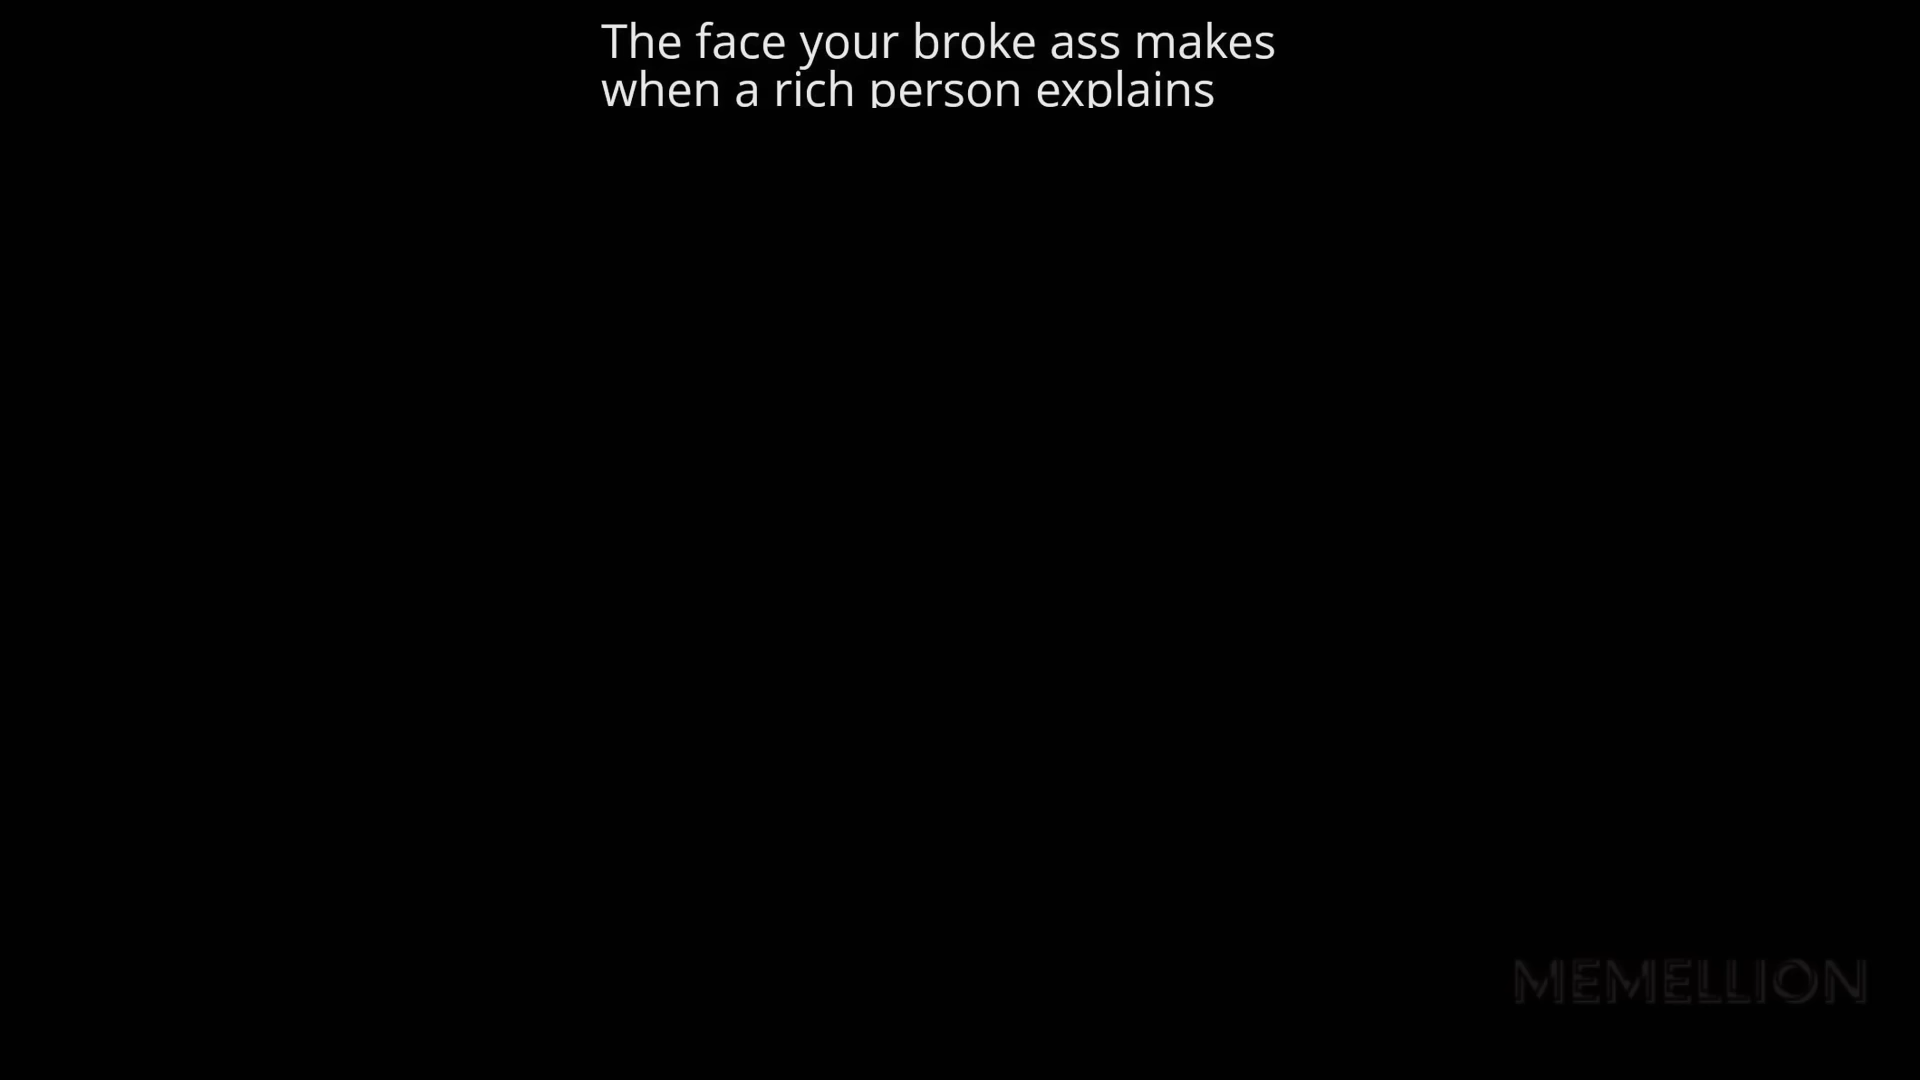 The face your broke ass makes
when a rich person explains
MEMELLION